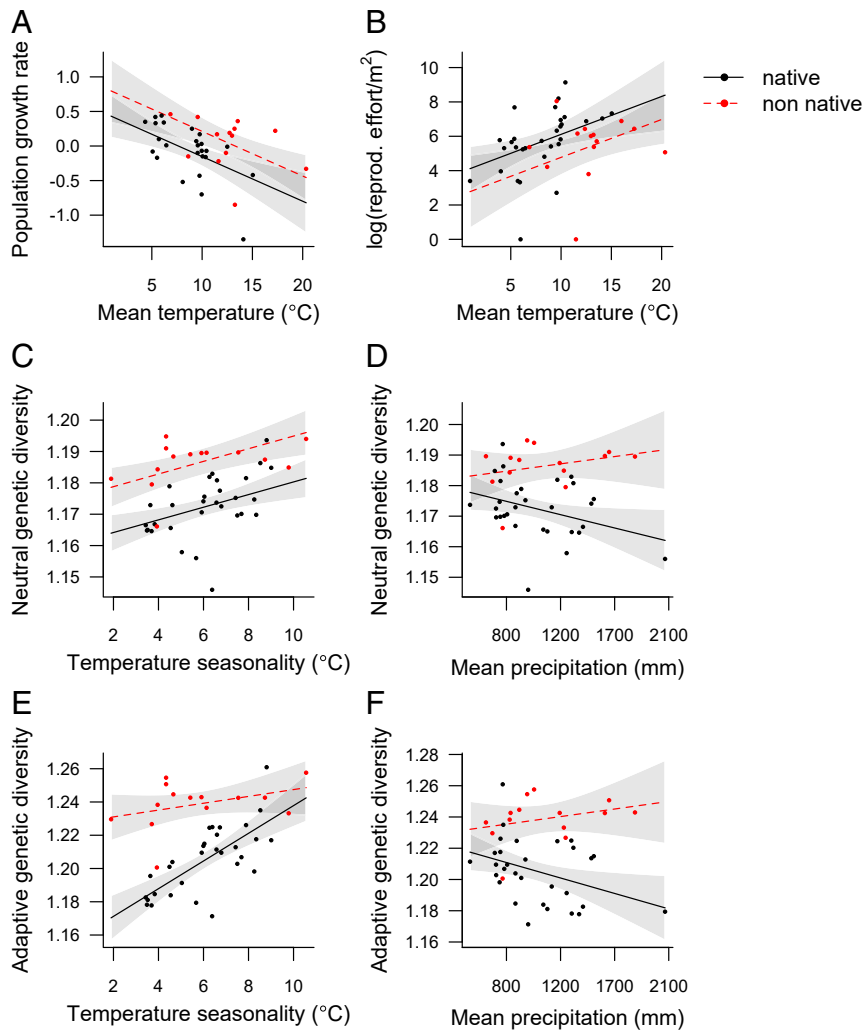 A
Population growth rate
1.0
0.5
0.0
-0.5
-1.0
5 10 15 20
Mean temperature (°C)
B
log(reprod. effort/m²)
10
8
6
4
2
0
5 10 15 20
Mean temperature (°C)
native
non native
C
Neutral genetic diversity
1.20
1.19
1.18
1.17
1.16
1.15
2 4 6 8 10
Temperature seasonality (°C)
D
Neutral genetic diversity
1.20
1.19
1.18
1.17
1.16
1.15
800 1200 1700 2100
Mean precipitation (mm)
E
Adaptive genetic diversity
1.26
1.24
1.22
1.20
1.18
1.16
2 4 6 8 10
Temperature seasonality (°C)
F
Adaptive genetic diversity
1.28
1.26
1.24
1.22
1.20
1.18
1.16
800 1200 1700 2100
Mean precipitation (mm)